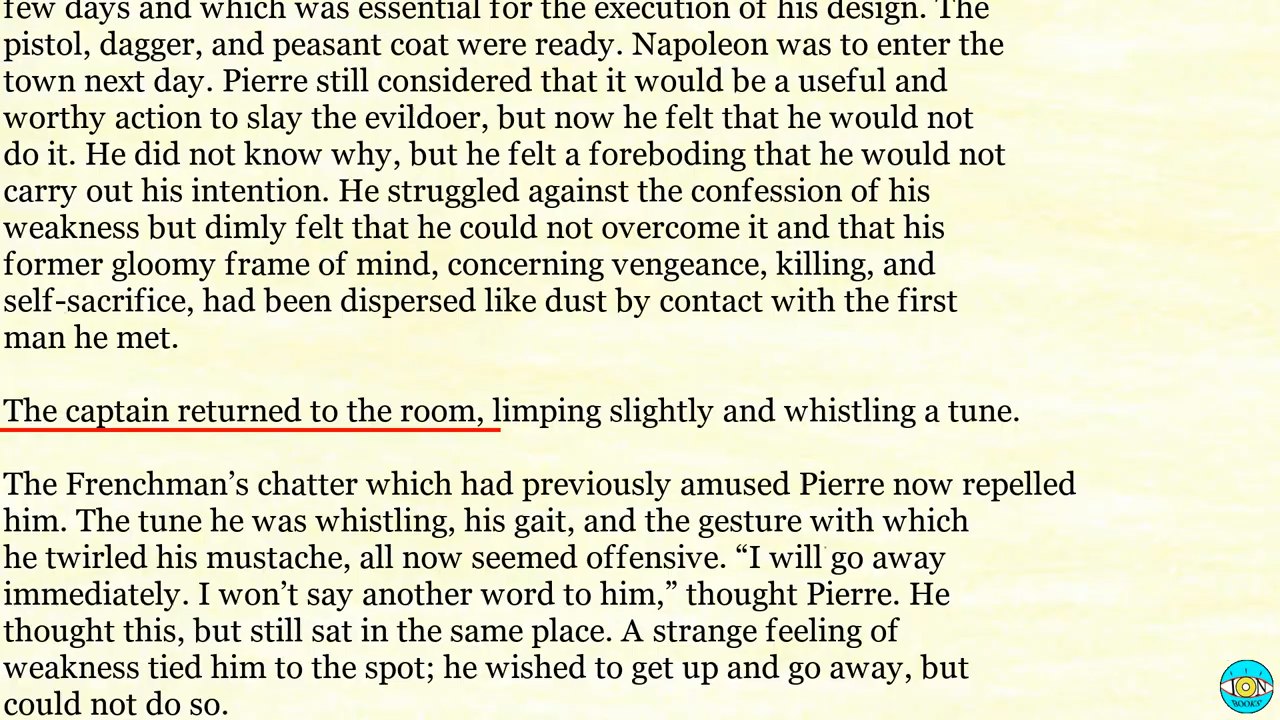 few days and which was essential for the execution of his design. The
pistol, dagger, and peasant coat were ready. Napoleon was to enter the
town next day. Pierre still considered that it would be a useful and
worthy action to slay the evildoer, but now he felt that he would not
do it. He did not know why, but he felt a foreboding that he would not
carry out his intention. He struggled against the confession of his
weakness but dimly felt that he could not overcome it and that his
former gloomy frame of mind, concerning vengeance, killing, and
self-sacrifice, had been dispersed like dust by contact with the first
man he met.
The captain returned to the room, limping slightly and whistling a tune.
The Frenchman’s chatter which had previously amused Pierre now repelled
him. The tune he was whistling, his gait, and the gesture with which
he twirled his mustache, all now seemed offensive. “I will go away
immediately. I won’t say another word to him,” thought Pierre. He
thought this, but still sat in the same place. A strange feeling of
weakness tied him to the spot; he wished to get up and go away, but
could not do so.
ION
BOOKS